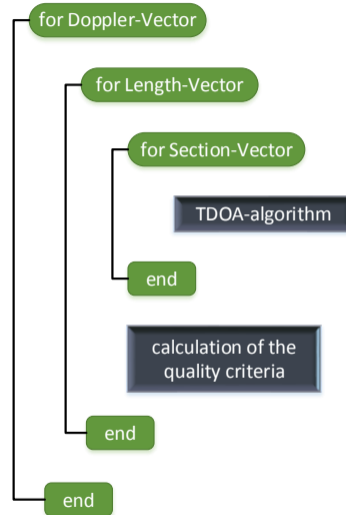 for Doppler-Vector
for Length-Vector
for Section-Vector
TDOA-algorithm
end
calculation of the
quality criteria
end
end